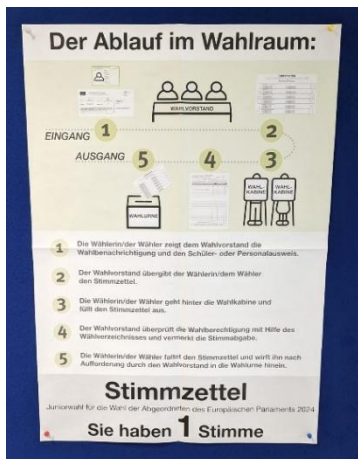 Der Ablauf im Wahlraum:
WAHLVORSTAND
EINGANG 1 2
AUSGANG 5 4 3
WAHLURNE
WAHL-
KABINE
WAHL-
KABINE
1 Die Wählerin/der Wähler zeigt dem Wahlvorstand die
Wahlbenachrichtigung und den Schüler- oder Personalausweis.
2 Der Wahlvorstand übergibt der Wählerin/dem Wähler
den Stimmzettel.
3 Die Wählerin/der Wähler geht hinter die Wahlkabine und
füllt den Stimmzettel aus.
4 Der Wahlvorstand überprüft die Wahlberechtigung mit Hilfe des
Wählverzeichnisses und vermerkt die Stimmabgabe.
5 Die Wählerin/der Wähler faltet den Stimmzettel und wirft ihn nach
Aufforderung durch den Wahlvorstand in die Wahlurne hinein.
Stimmzettel
Juniorwahl für die Wahl der Abgeordneten des Europäischen Parlaments 2024
Sie haben 1 Stimme